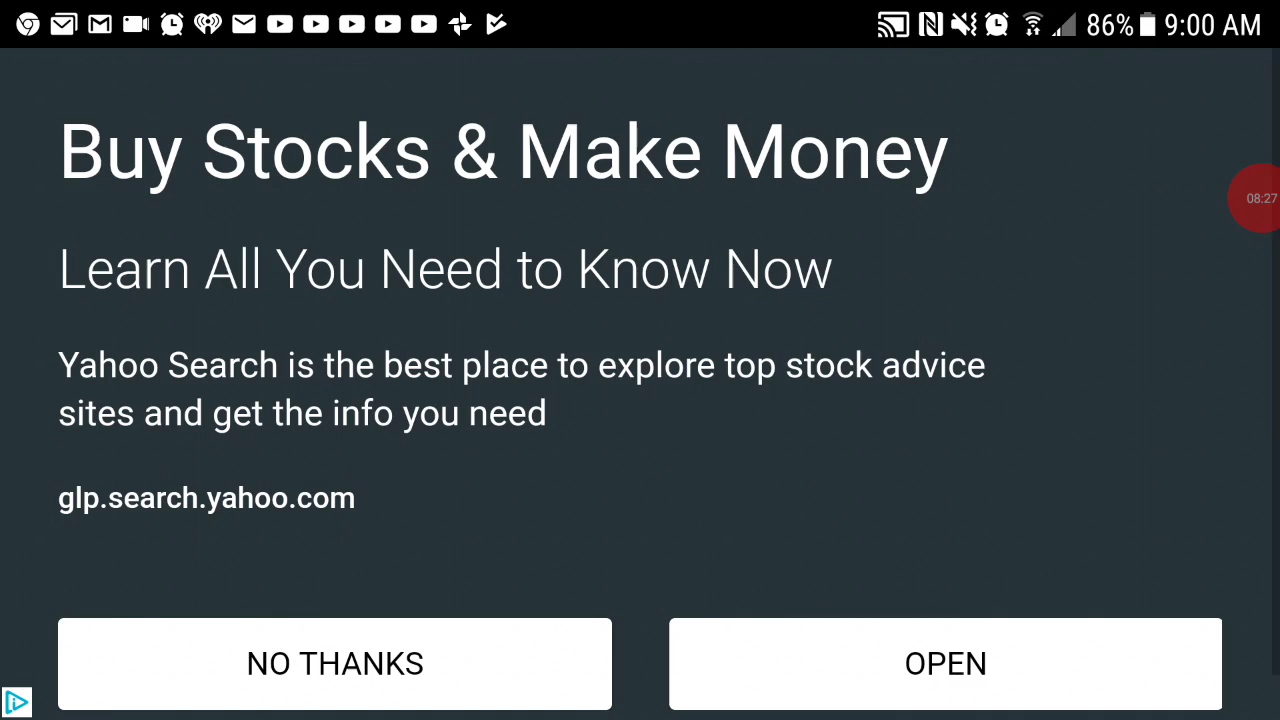 86% 9:00 AM
Buy Stocks & Make Money
08:27
Learn All You Need to Know Now
Yahoo Search is the best place to explore top stock advice
sites and get the info you need
glp.search.yahoo.com
NO THANKS
OPEN